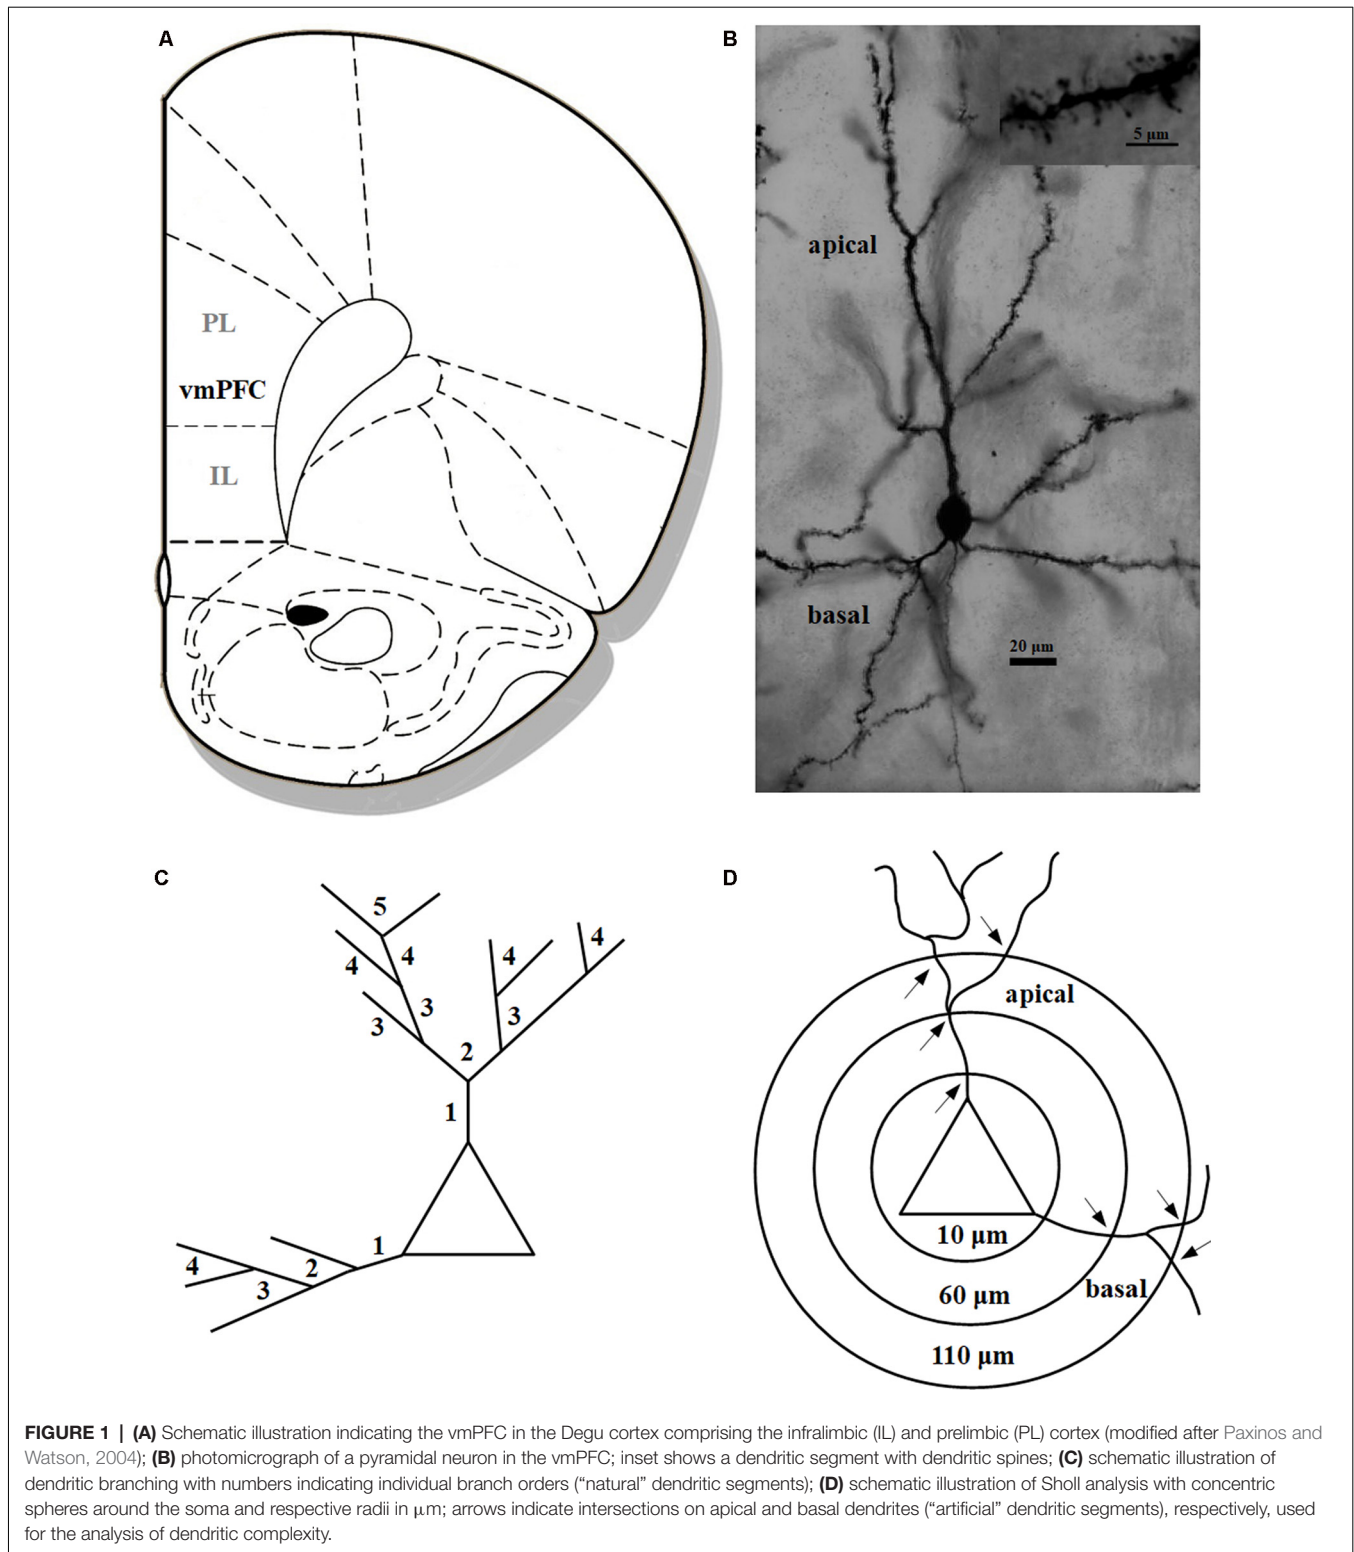 A
PL
vmPFC
IL
B
5 µm
apical
basal
20 µm
C
5
4
4
4
4
3
3
3
2
1
1
2
4
3
D
apical
10 µm
60 µm
basal
110 µm
FIGURE 1 | (A) Schematic illustration indicating the vmPFC in the Degu cortex comprising the infralimbic (IL) and prelimbic (PL) cortex (modified after Paxinos and
Watson, 2004); (B) photomicrograph of a pyramidal neuron in the vmPFC; inset shows a dendritic segment with dendritic spines; (C) schematic illustration of
dendritic branching with numbers indicating individual branch orders (“natural” dendritic segments); (D) schematic illustration of Sholl analysis with concentric
spheres around the soma and respective radii in µm; arrows indicate intersections on apical and basal dendrites (“artificial” dendritic segments), respectively, used
for the analysis of dendritic complexity.